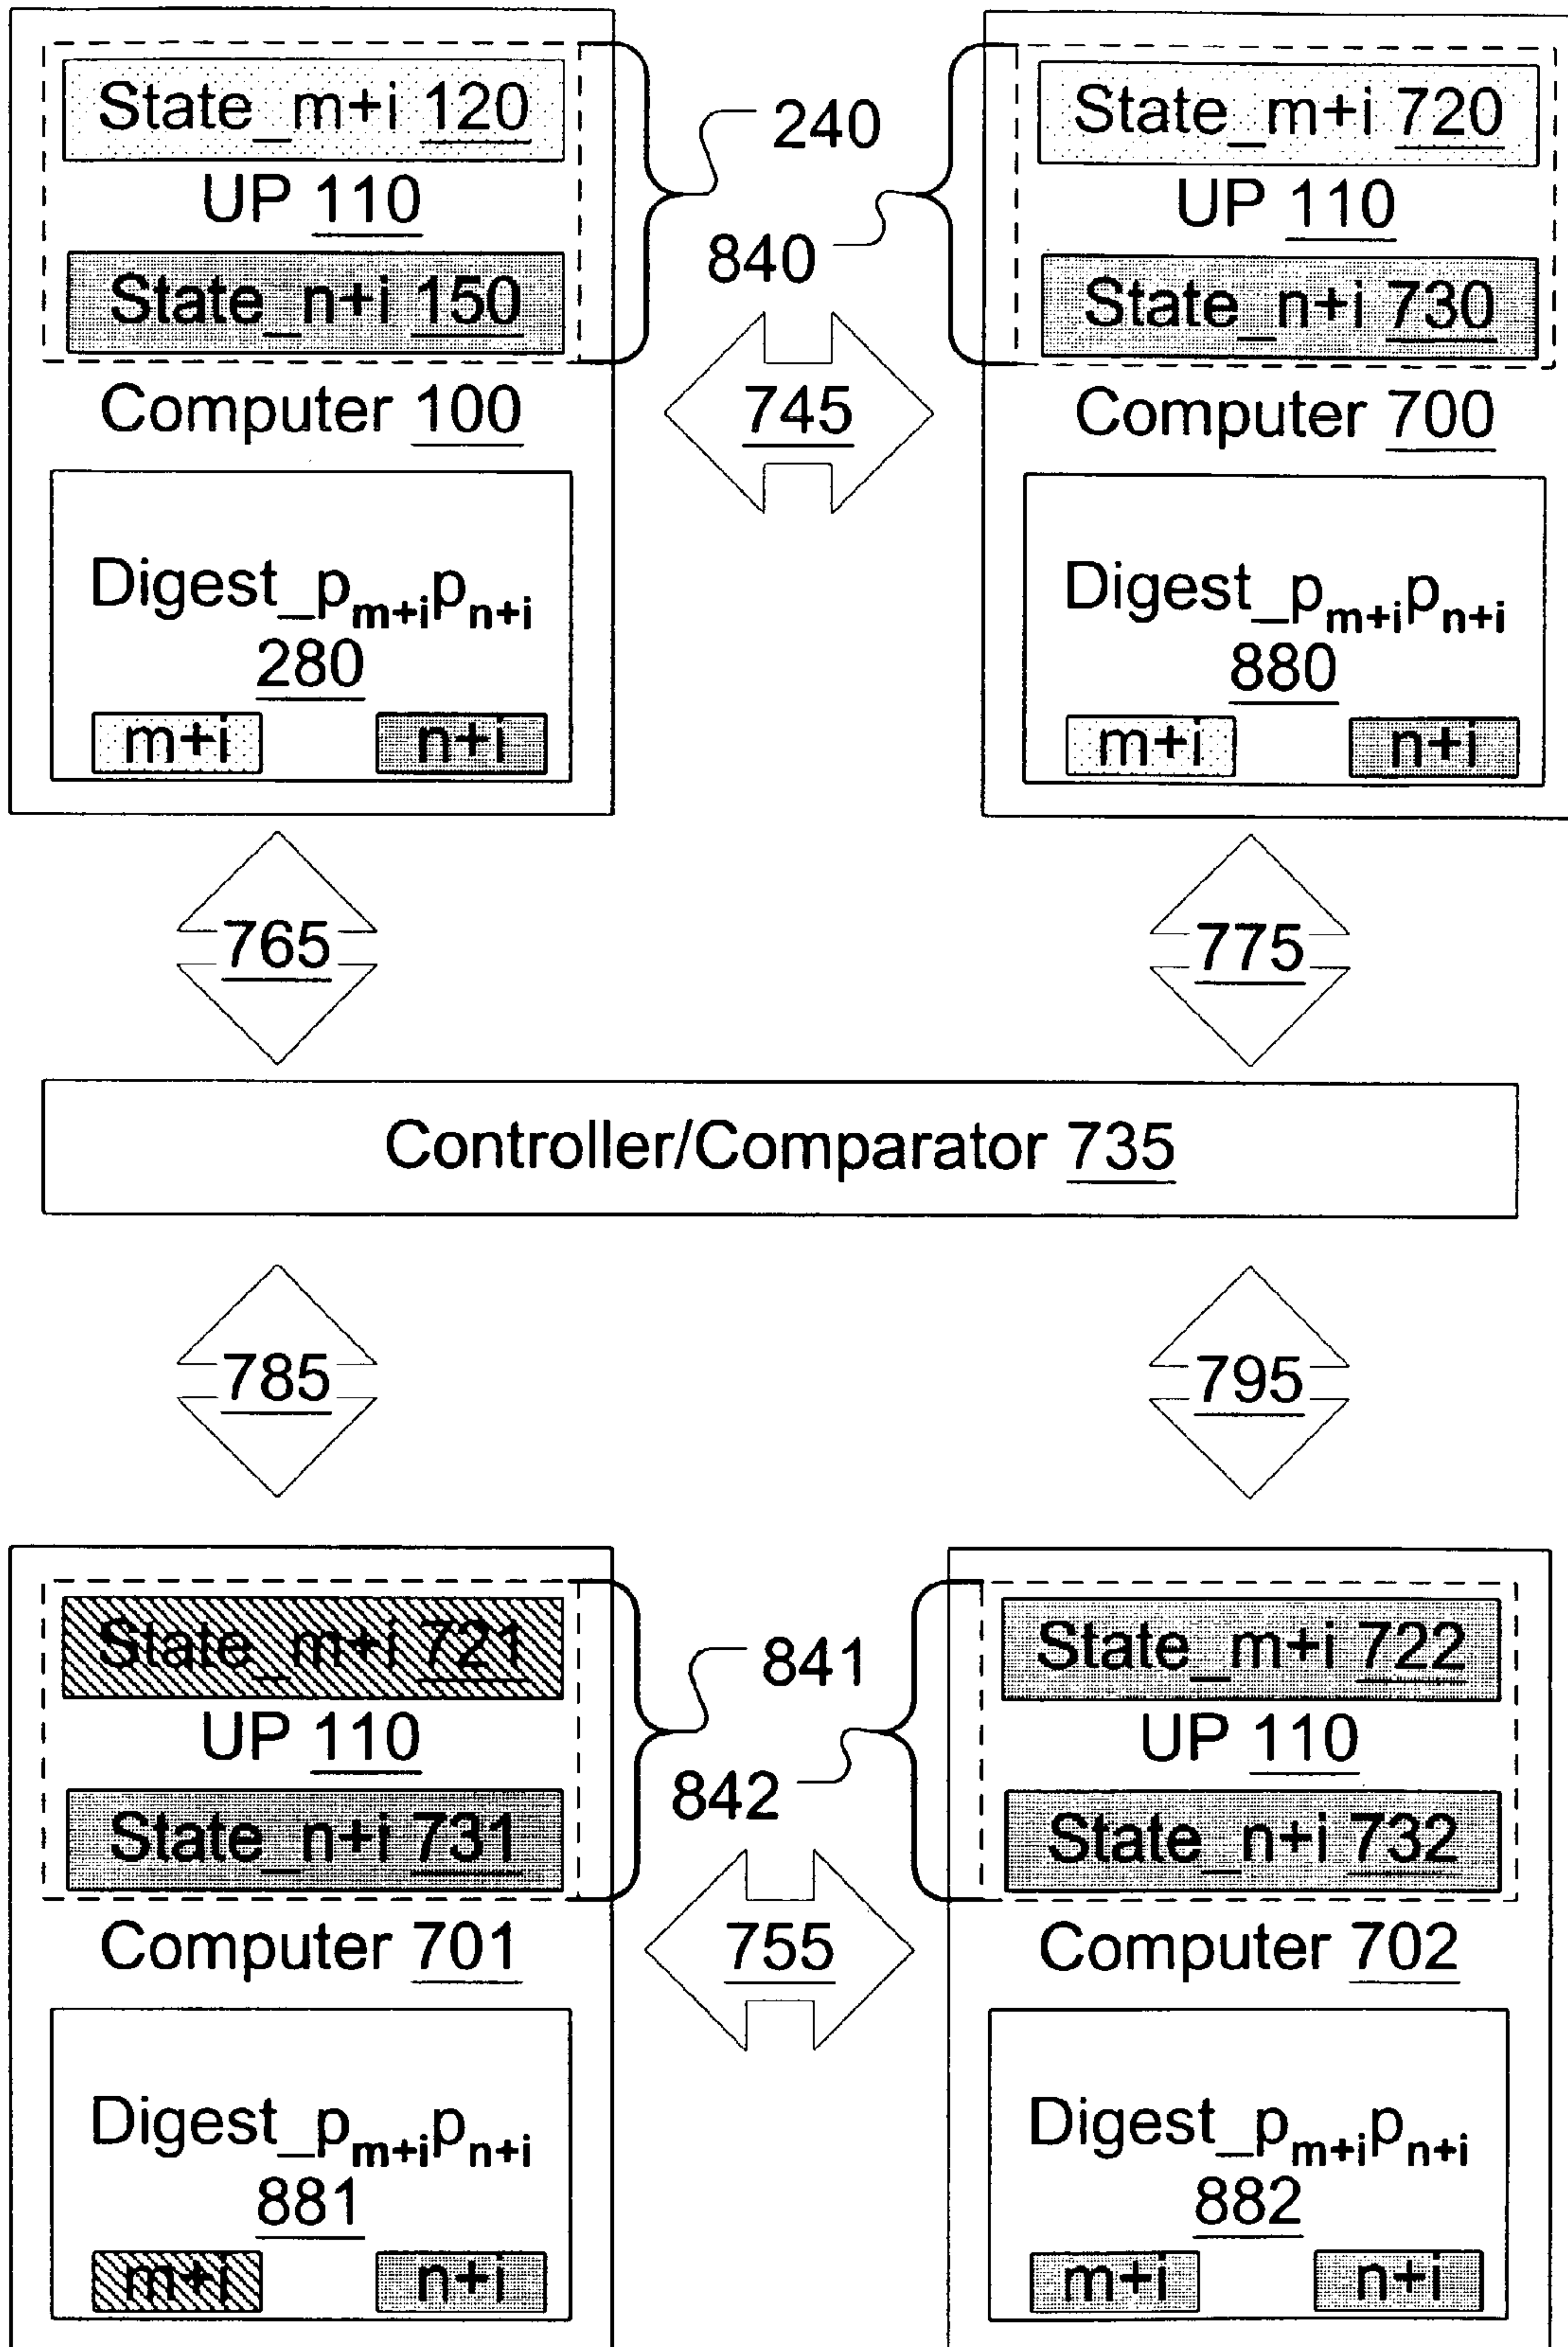 State_m+i 120
UP 110
State_n+i 150
Computer 100
Digest_pm+ipn+i
280
m+i n+i
240
840
745
State_m+i 720
UP 110
State_n+i 730
Computer 700
Digest_pm+ipn+i
880
m+i n+i
765
775
Controller/Comparator 735
785
795
State_m+i 721
UP 110
State_n+i 731
Computer 701
Digest_pm+ipn+i
881
m+i n+i
841
842
755
State_m+i 722
UP 110
State_n+i 732
Computer 702
Digest_pm+ipn+i
882
m+i n+i